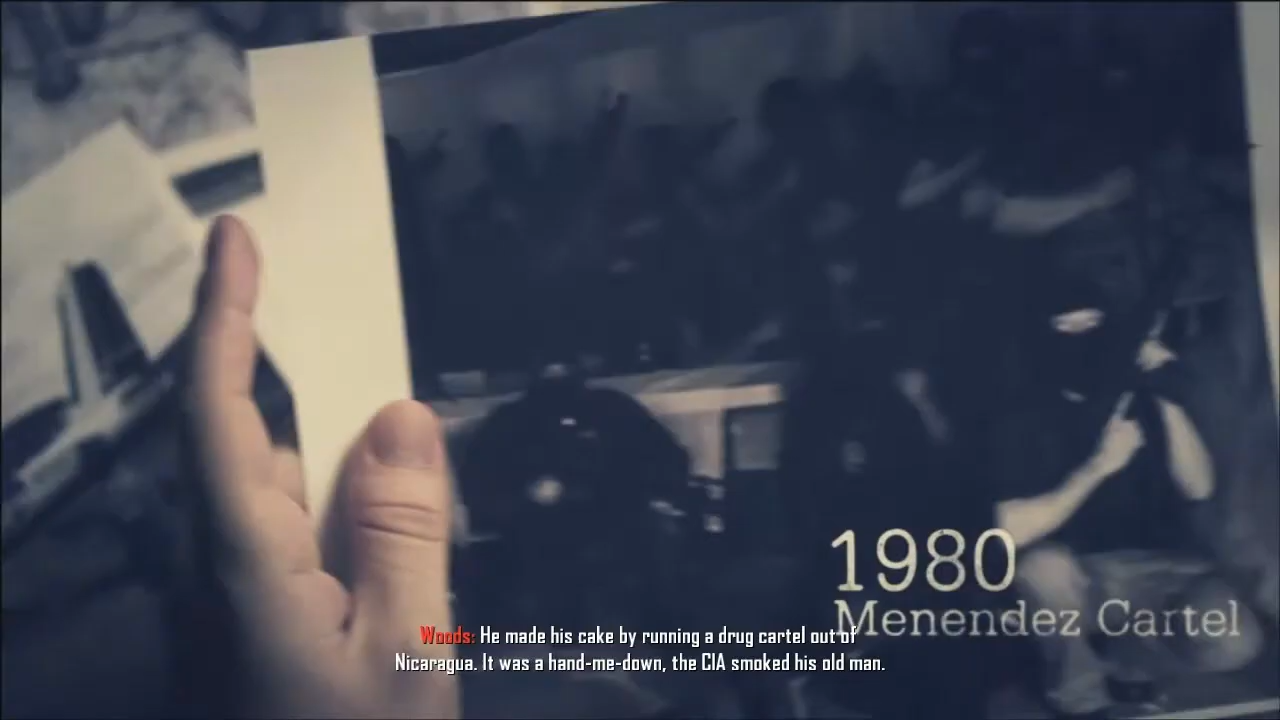 1980
Menendez Cartel
Woods: He made his cake by running a drug cartel out of
Nicaragua. It was a hand-me-down, the CIA smoked his old man.